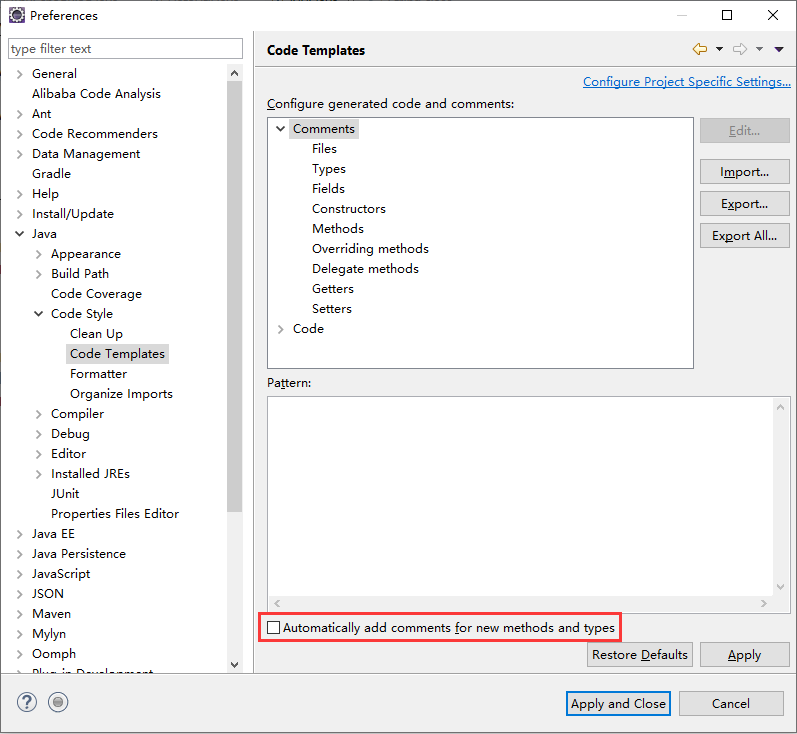 Preferences
type filter text
General
Alibaba Code Analysis
Ant
Code Recommenders
Data Management
Gradle
Help
Install/Update
Java
Appearance
Build Path
Code Coverage
Code Style
Clean Up
Code Templates
Formatter
Organize Imports
Compiler
Debug
Editor
Installed JREs
JUnit
Properties Files Editor
Java EE
Java Persistence
JavaScript
JSON
Maven
Mylyn
Oomph
Plug-in Development
Code Templates
Configure Project Specific Settings...
Configure generated code and comments:
Comments
Files
Types
Fields
Constructors
Methods
Overriding methods
Delegate methods
Getters
Setters
Code
Edit...
Import...
Export...
Export All...
Pattern:
Automatically add comments for new methods and types
Restore Defaults
Apply
?
Apply and Close
Cancel